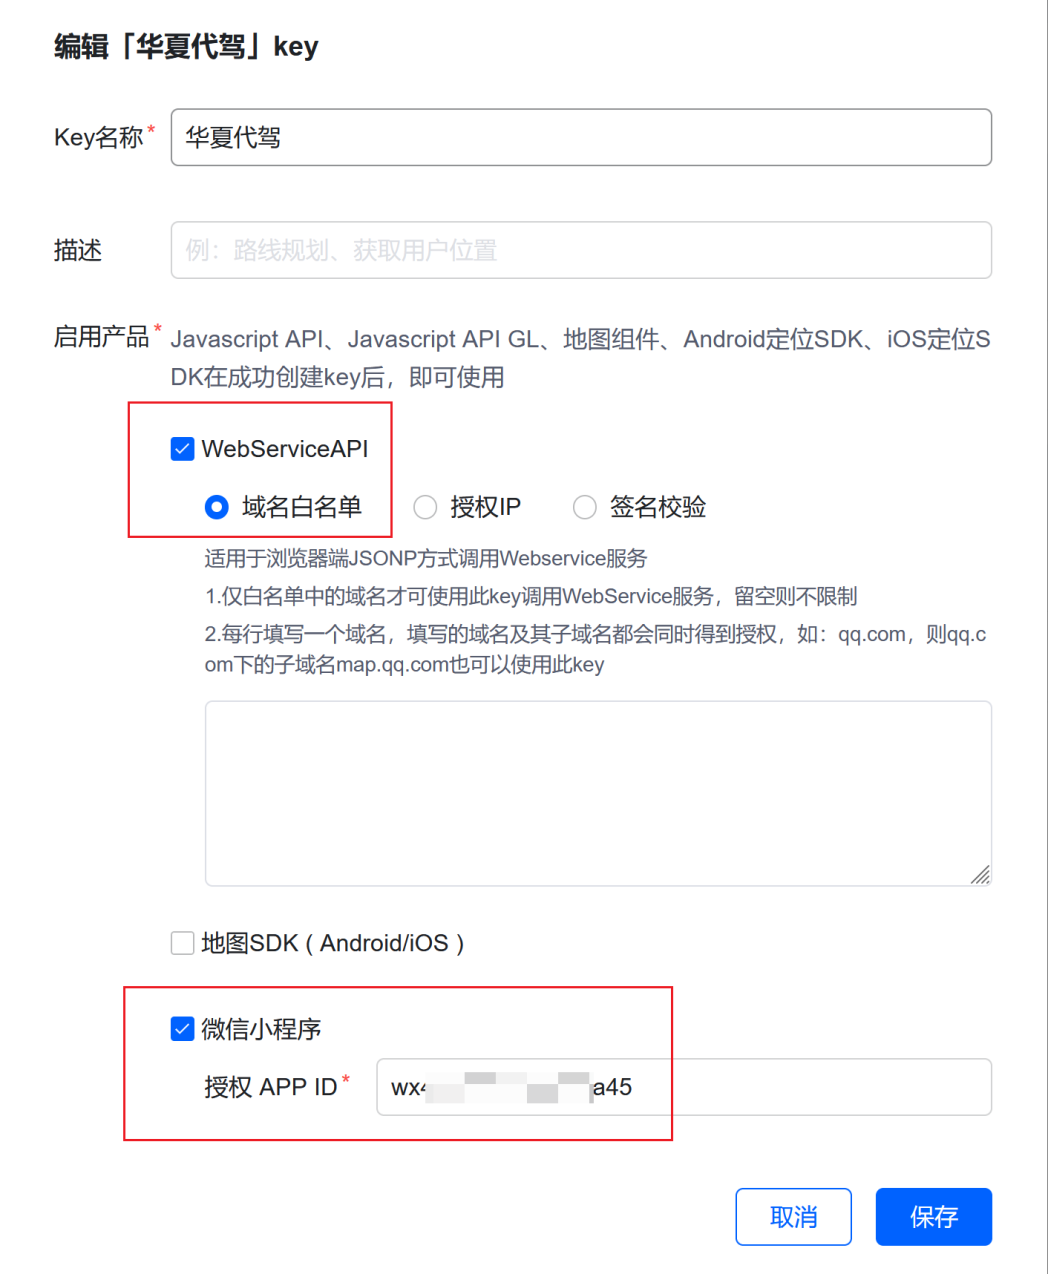 编辑「华夏代驾」key
Key名称*
华夏代驾
描述
例：路线规划、获取用户位置
启用产品*
Javascript API、Javascript API GL、地图组件、Android定位SDK、iOS定位S
DK在成功创建key后，即可使用
WebServiceAPI
域名白名单 授权IP 签名校验
适用于浏览器端JSONP方式调用Webservice服务
1.仅白名单中的域名才可使用此key调用WebService服务，留空则不限制
2.每行填写一个域名，填写的域名及其子域名都会同时得到授权，如：qq.com，则qq.c
om下的子域名map.qq.com也可以使用此key
地图SDK ( Android/iOS )
微信小程序
授权 APP ID*
wx4 a45
取消 保存